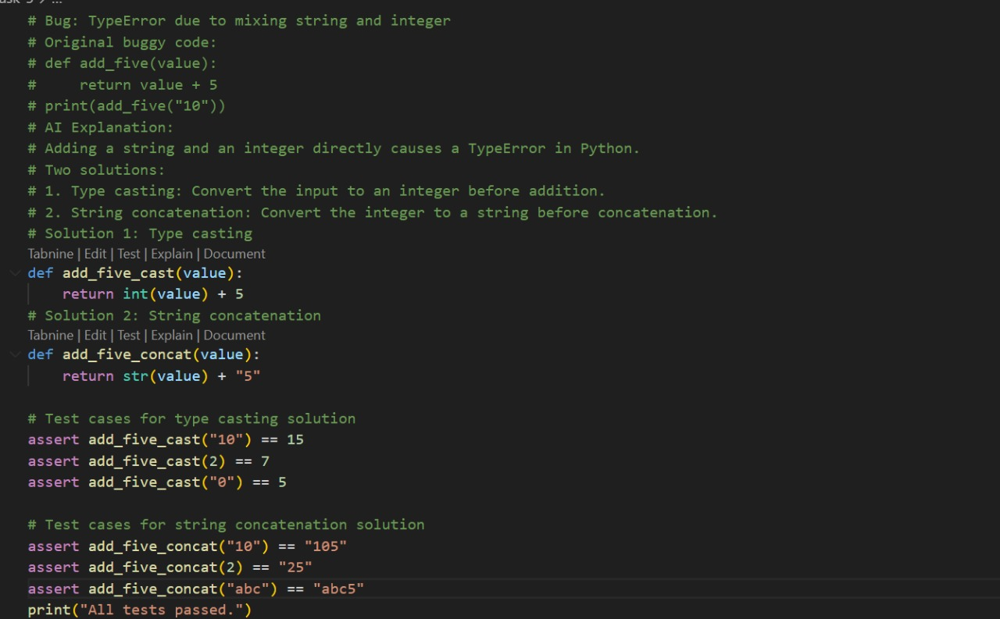 # Bug: TypeError due to mixing string and integer
# Original buggy code:
# def add_five(value):
#     return value + 5
# print(add_five("10"))
# AI Explanation:
# Adding a string and an integer directly causes a TypeError in Python.
# Two solutions:
# 1. Type casting: Convert the input to an integer before addition.
# 2. String concatenation: Convert the integer to a string before concatenation.
# Solution 1: Type casting
Tabnine | Edit | Test | Explain | Document
def add_five_cast(value):
    return int(value) + 5
# Solution 2: String concatenation
Tabnine | Edit | Test | Explain | Document
def add_five_concat(value):
    return str(value) + "5"

# Test cases for type casting solution
assert add_five_cast("10") == 15
assert add_five_cast(2) == 7
assert add_five_cast("0") == 5

# Test cases for string concatenation solution
assert add_five_concat("10") == "105"
assert add_five_concat(2) == "25"
assert add_five_concat("abc") == "abc5"
print("All tests passed.")